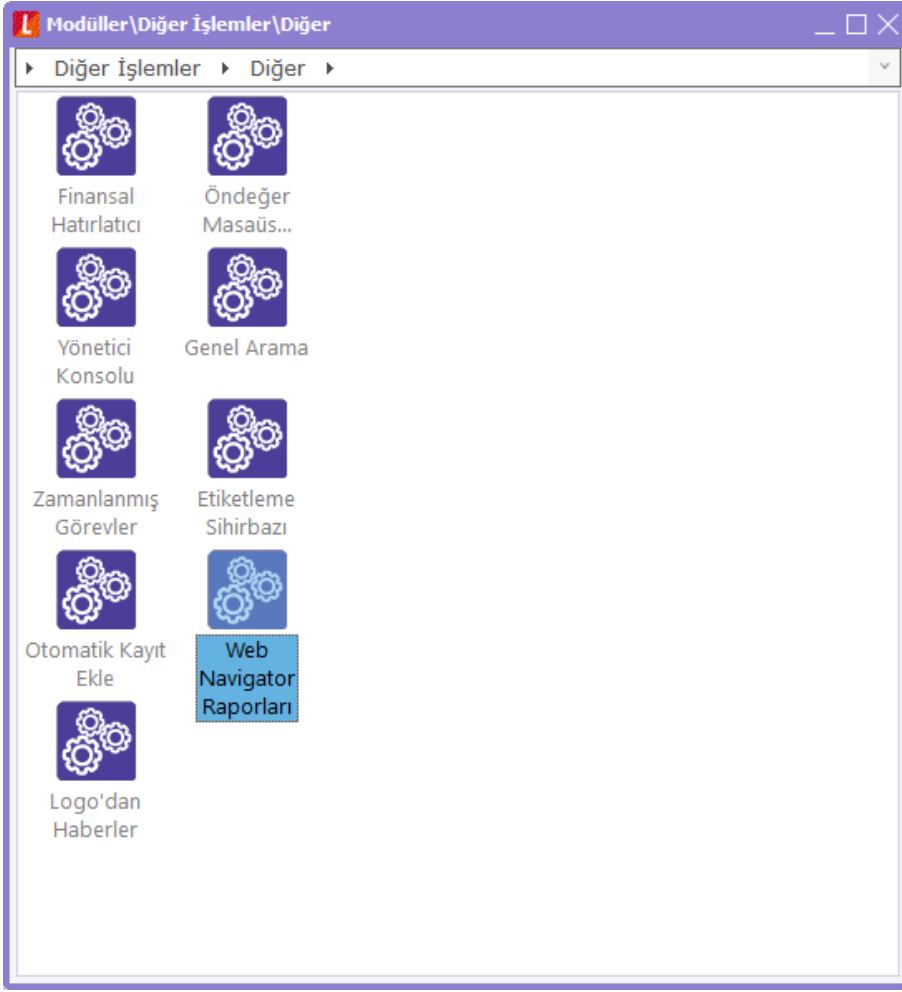 Modüller\Diğer İşlemler\Diğer
Diğer İşlemler Diğer
Finansal
Hatırlatıcı
Öndeğer
Masaüs...
Yönetici
Konsolu
Genel Arama
Zamanlanmış
Görevler
Etiketleme
Sihirbazı
Otomatik Kayıt
Ekle
Web
Navigator
Raporları
Logo'dan
Haberler